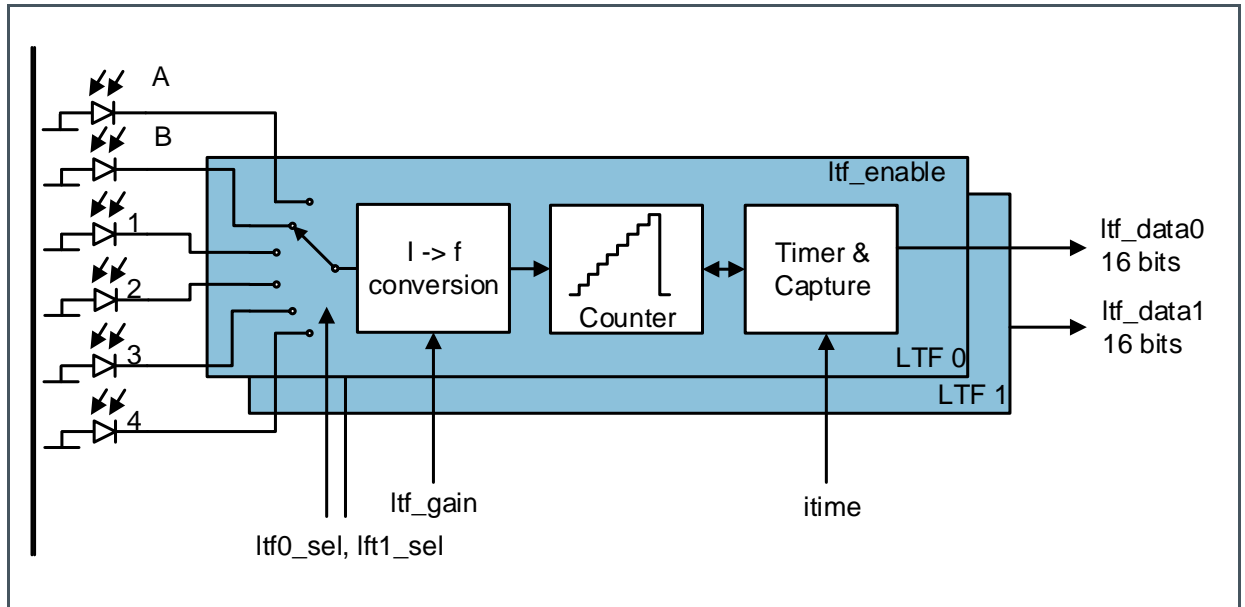 A
B
1
2
3
4
ltf_enable
I -> f
conversion
Counter
Timer &
Capture
LTF 0
LTF 1
ltf_data0
16 bits
ltf_data1
16 bits
ltf_gain
itime
ltf0_sel, lft1_sel